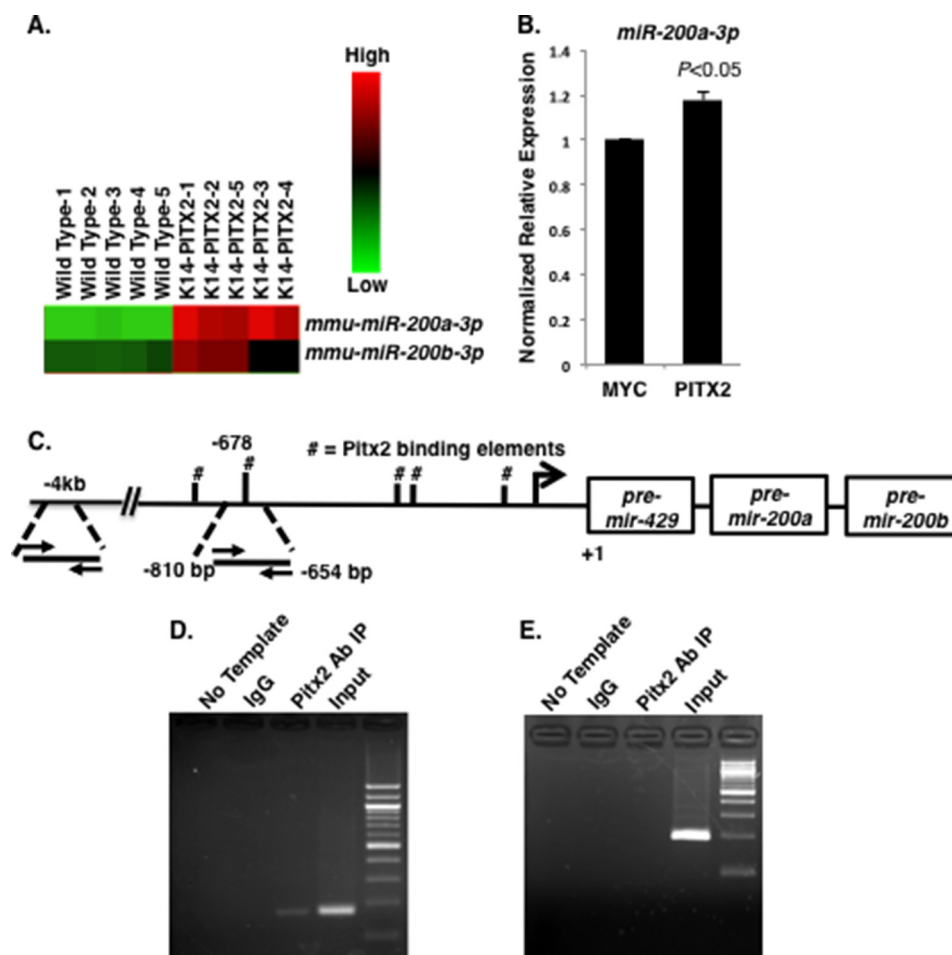 A.
High
Low
Wild Type-1
Wild Type-2
Wild Type-3
Wild Type-4
Wild Type-5
K14-PITX2-1
K14-PITX2-2
K14-PITX2-5
K14-PITX2-3
K14-PITX2-4
mmu-miR-200a-3p
mmu-miR-200b-3p
B.
miR-200a-3p
P<0.05
Normalized Relative Expression
1.4
1.2
1
0.8
0.6
0.4
0.2
0
MYC PITX2
C.
-4kb
-678
# = Pitx2 binding elements
# # # # #
-810 bp
-654 bp
+1
pre-
mir-429
pre-
mir-200a
pre-
mir-200b
D.
No Template
IgG
Pitx2 Ab IP
Input
E.
No Template
IgG
Pitx2 Ab IP
Input